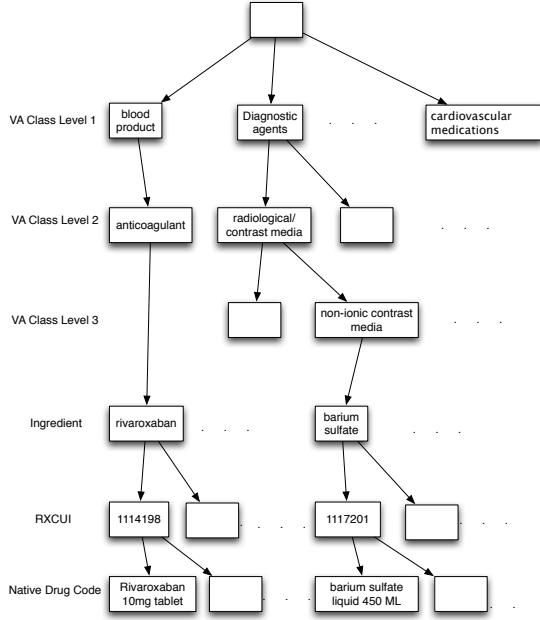 VA Class Level 1
blood
product
Diagnostic
agents
. . .
cardiovascular
medications
VA Class Level 2
anticoagulant
radiological/
contrast media
. . .
VA Class Level 3
non-ionic contrast
media
. . .
Ingredient
rivaroxaban
. . .
barium
sulfate
. . .
RXCUI
1114198
. . .
1117201
. . .
Native Drug Code
Rivaroxaban
10mg tablet
. . .
barium sulfate
liquid 450 ML
. . .